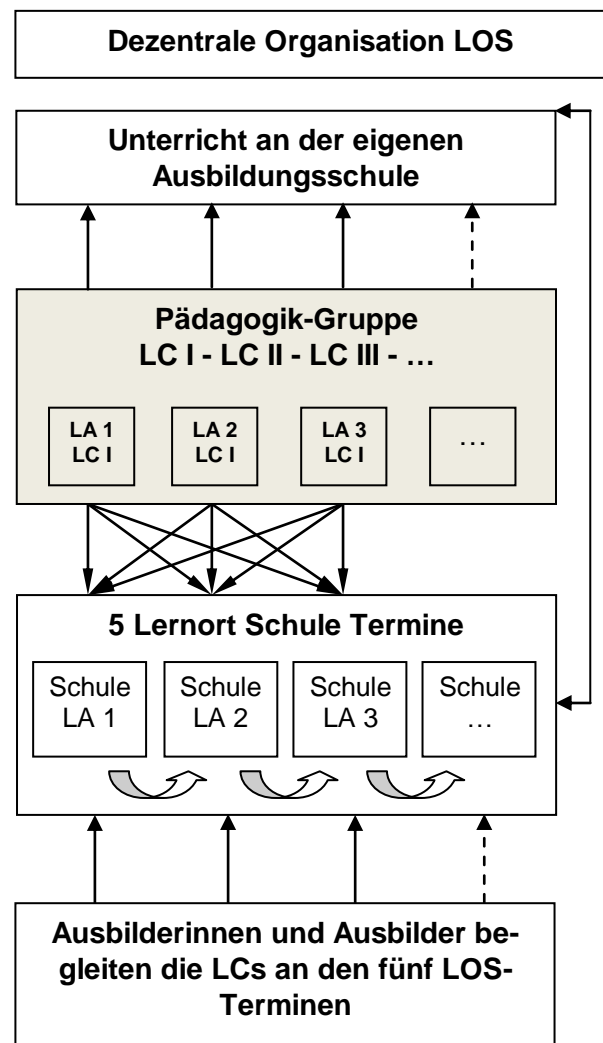 Dezentrale Organisation LOS
Unterricht an der eigenen
Ausbildungsschule
Pädagogik-Gruppe
LC I - LC II - LC III - …
LA 1
LC I
LA 2
LC I
LA 3
LC I
…
5 Lernort Schule Termine
Schule
LA 1
Schule
LA 2
Schule
LA 3
Schule
…
Ausbilderinnen und Ausbilder be-
gleiten die LCs an den fünf LOS-
Terminen